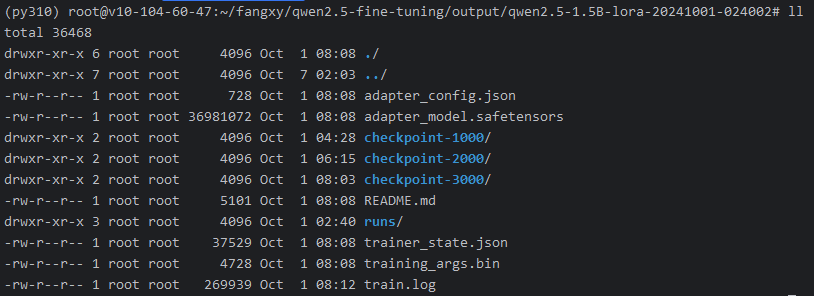 (py310) root@v10-104-60-47:~/fangxy/qwen2.5-fine-tuning/output/qwen2.5-1.5B-lora-20241001-024002# ll
total 36468
drwxr-xr-x 6 root root     4096 Oct  1 08:08 ./
drwxr-xr-x 7 root root     4096 Oct  7 02:03 ../
-rw-r--r-- 1 root root      728 Oct  1 08:08 adapter_config.json
-rw-r--r-- 1 root root 36981072 Oct  1 08:08 adapter_model.safetensors
drwxr-xr-x 2 root root     4096 Oct  1 04:28 checkpoint-1000/
drwxr-xr-x 2 root root     4096 Oct  1 06:15 checkpoint-2000/
drwxr-xr-x 2 root root     4096 Oct  1 08:03 checkpoint-3000/
-rw-r--r-- 1 root root     5101 Oct  1 08:08 README.md
drwxr-xr-x 3 root root     4096 Oct  1 02:40 runs/
-rw-r--r-- 1 root root    37529 Oct  1 08:08 trainer_state.json
-rw-r--r-- 1 root root     4728 Oct  1 08:08 training_args.bin
-rw-r--r-- 1 root root   269939 Oct  1 08:12 train.log